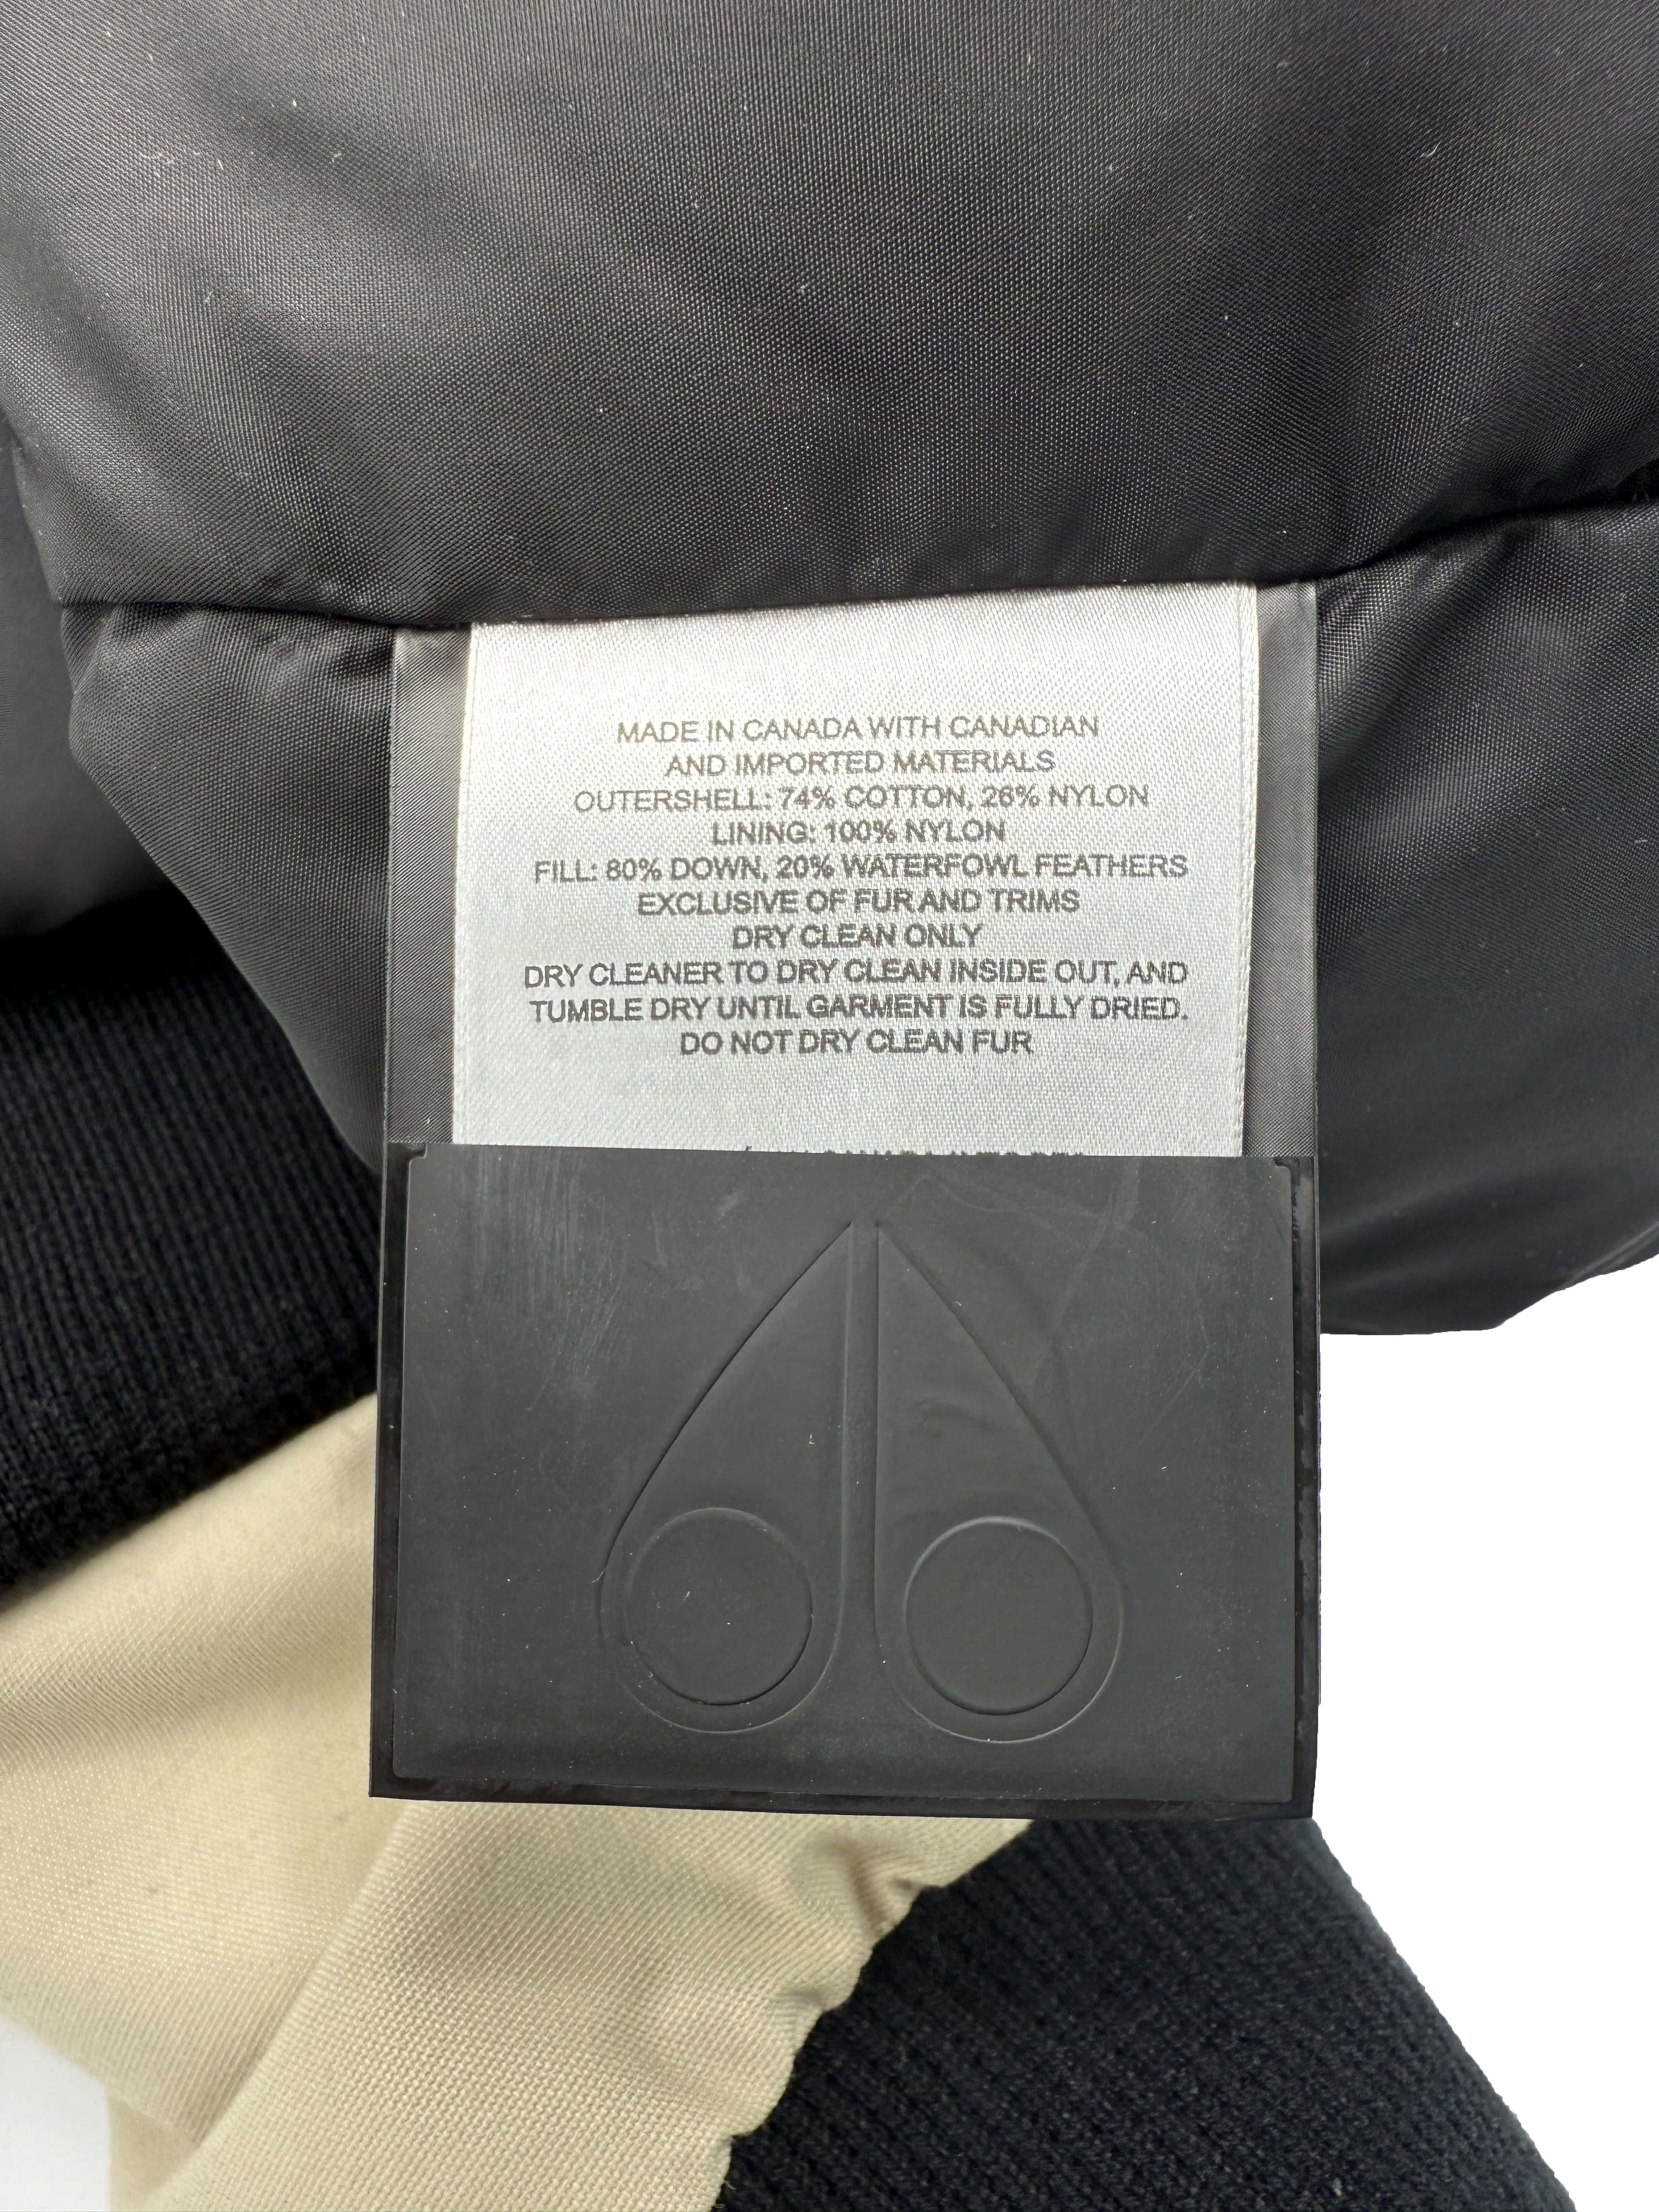 MADE IN CANADA WITH CANADIAN
AND IMPORTED MATERIALS
OUTERSHELL: 74% COTTON, 26% NYLON
LINING: 100% NYLON
FILL: 80% DOWN, 20% WATERFOWL FEATHERS
EXCLUSIVE OF FUR AND TRIMS
DRY CLEAN ONLY
DRY CLEANER TO DRY CLEAN INSIDE OUT, AND
TUMBLE DRY UNTIL GARMENT IS FULLY DRIED.
DO NOT DRY CLEAN FUR